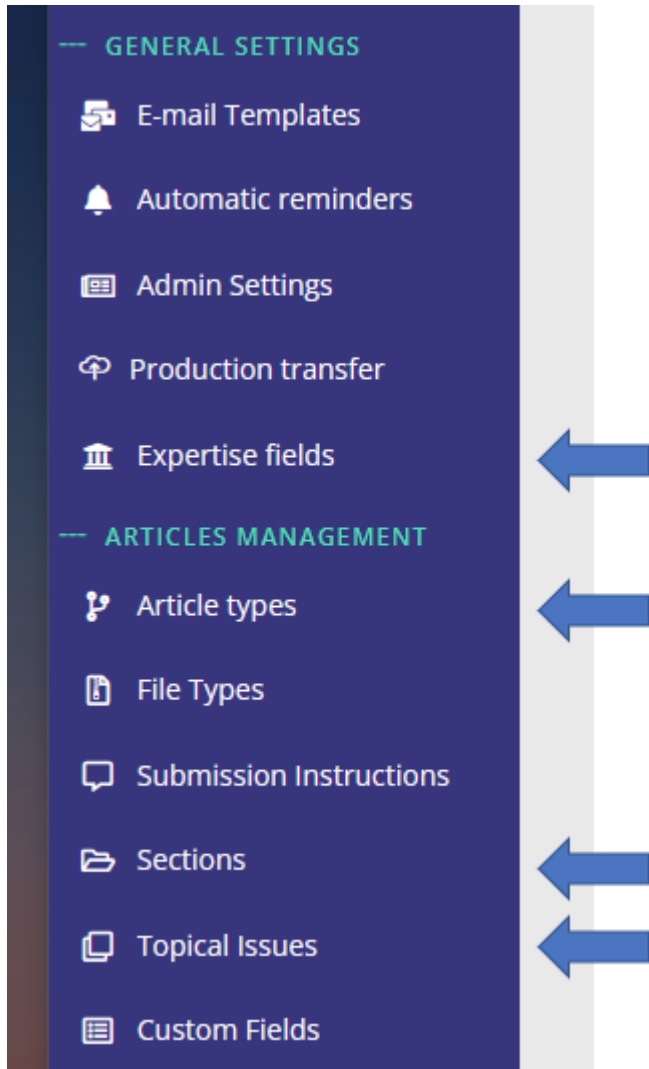 --- GENERAL SETTINGS
E-mail Templates
Automatic reminders
Admin Settings
Production transfer
Expertise fields
--- ARTICLES MANAGEMENT
Article types
File Types
Submission Instructions
Sections
Topical Issues
Custom Fields